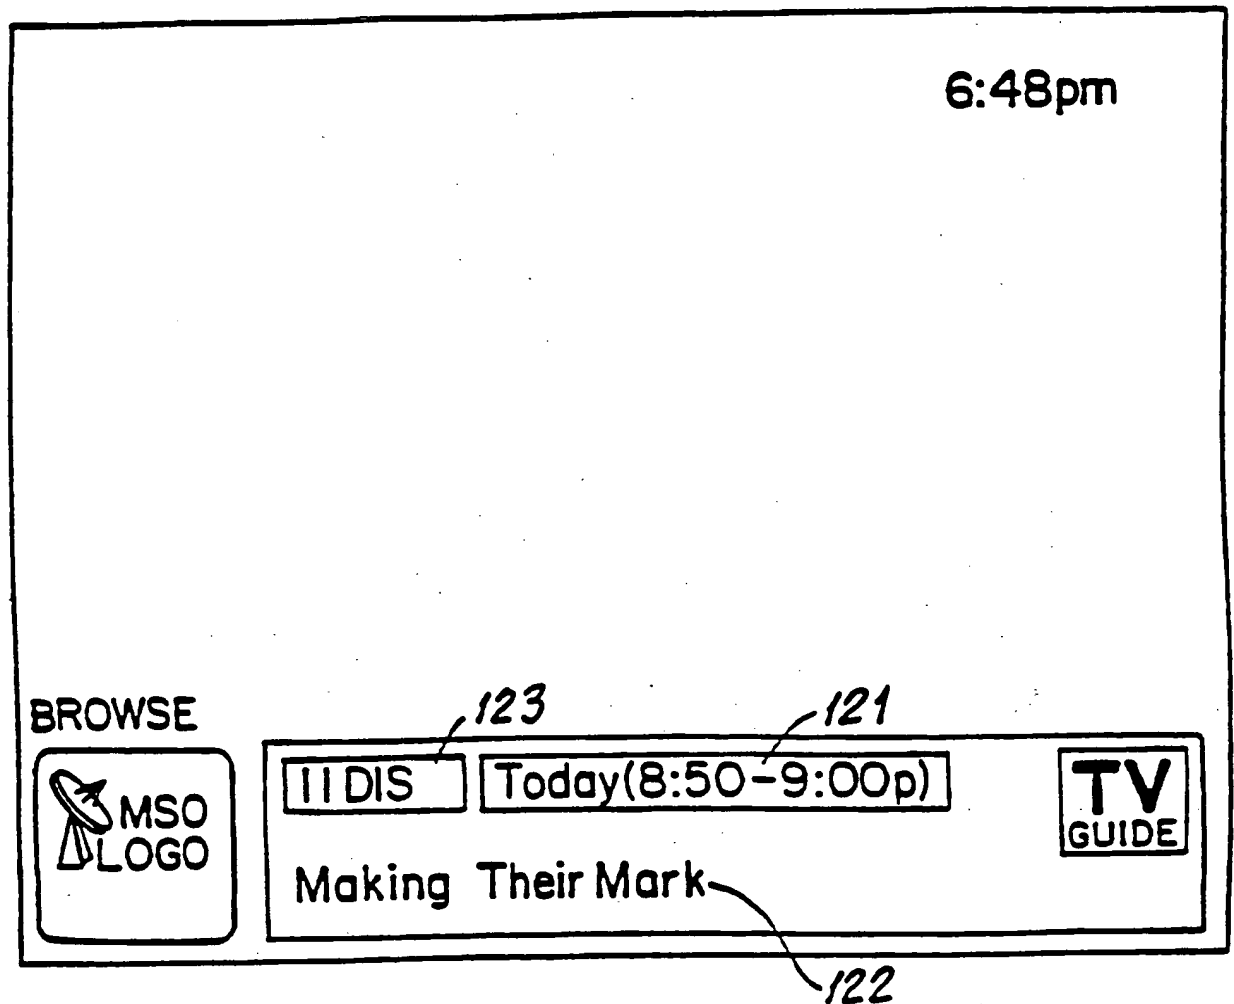 6:48pm
BROWSE
123
121
MSO
LOGO
11 DIS
Today(8:50-9:00p)
TV
GUIDE
Making Their Mark
122